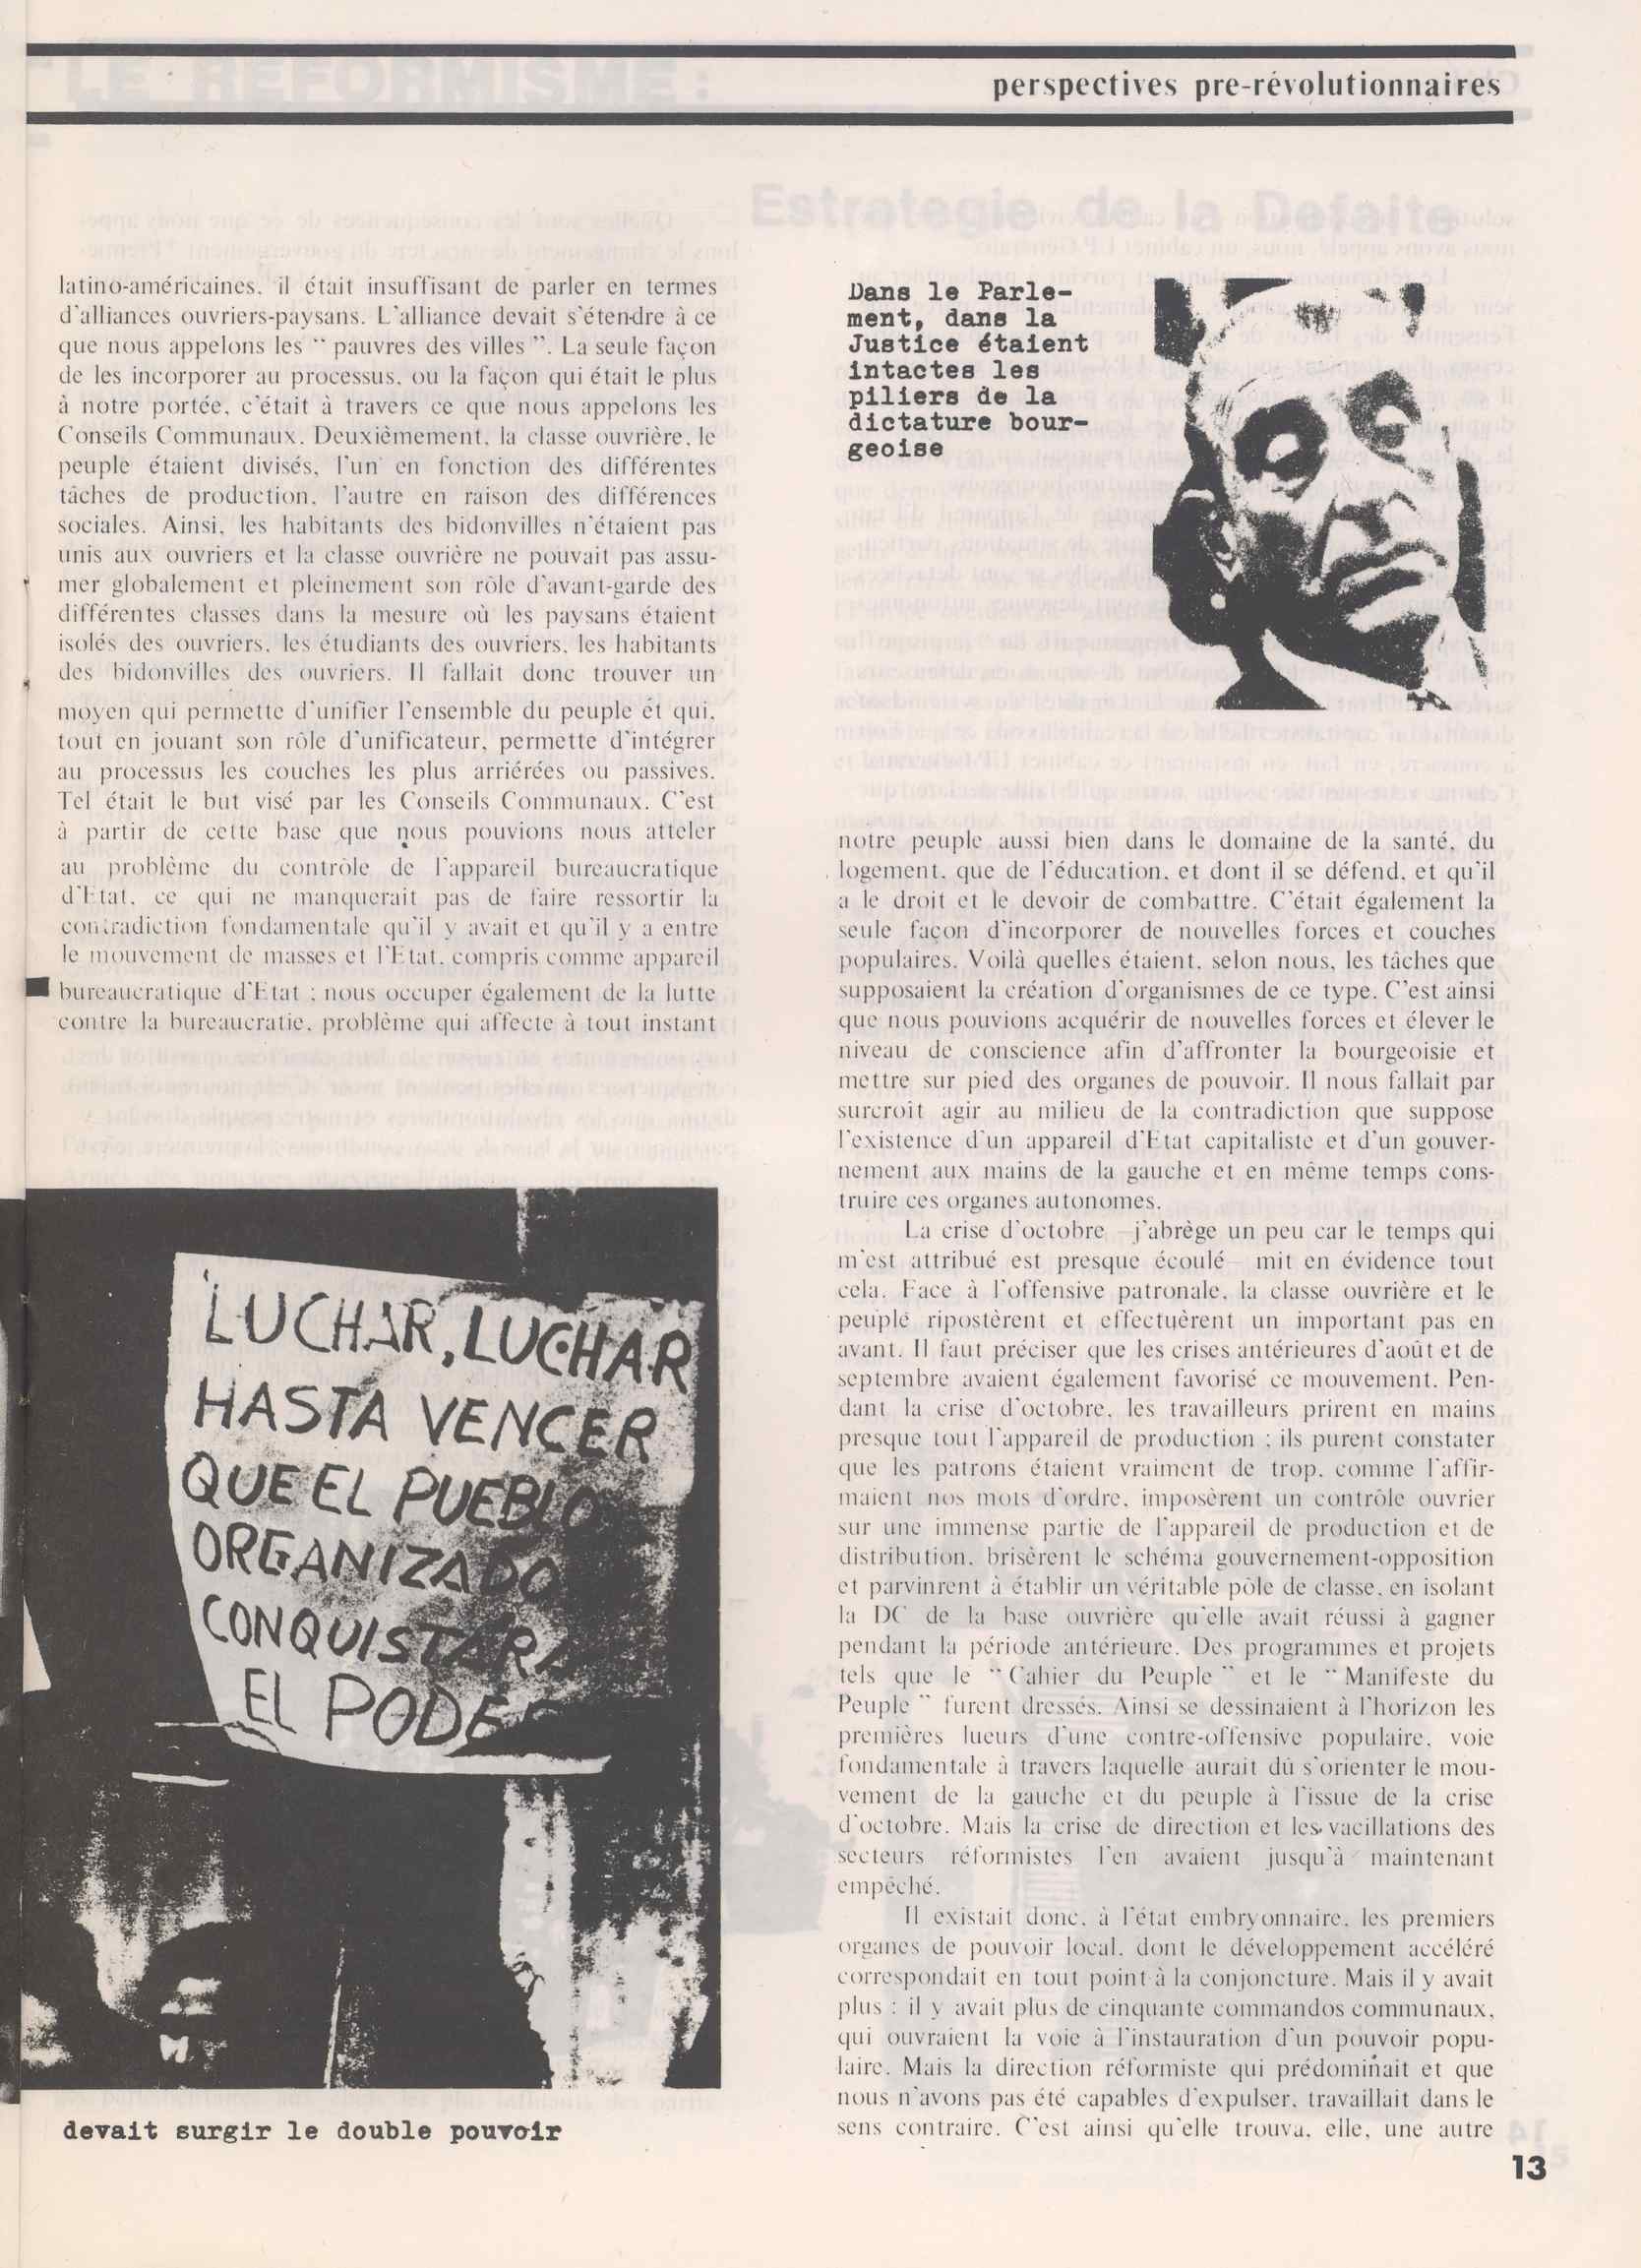 perspectives pre-révolutionnaires
latino-américaines, il était insuffisant de parler en termes
d'alliances ouvriers-paysans. L'alliance devait s'étendre à ce
que nous appelons les " pauvres des villes ". La seule façon
de les incorporer au processus, ou la façon qui était le plus
à notre portée, c'était à travers ce que nous appelons les
Conseils Communaux. Deuxièmement, la classe ouvrière, le
peuple étaient divisés, l'un en fonction des différentes
tâches de production, l'autre en raison des différences
sociales. Ainsi, les habitants des bidonvilles n'étaient pas
unis aux ouvriers et la classe ouvrière ne pouvait pas assu-
mer globalement et pleinement son rôle d'avant-garde des
différentes classes dans la mesure où les paysans étaient
isolés des ouvriers, les étudiants des ouvriers, les habitants
des bidonvilles des ouvriers. Il fallait donc trouver un
moyen qui permette d'unifier l'ensemble du peuple et qui,
tout en jouant son rôle d'unificateur, permette d'intégrer
au processus les couches les plus arriérées ou passives.
Tel était le but visé par les Conseils Communaux. C'est
à partir de cette base que nous pouvions nous atteler
au problème du contrôle de l'appareil bureaucratique
d'Etat, ce qui ne manquerait pas de faire ressortir la
contradiction fondamentale qu'il y avait et qu'il y a entre
le mouvement de masses et l'Etat, compris comme appareil
bureaucratique d'Etat ; nous occuper également de la lutte
contre la bureaucratie, problème qui affecte à tout instant
LUCHAR, LUCHAR
HASTA VENCER
QUE EL PUEBLO
ORGANIZADO
CONQUISTARA
EL PODER
devait surgir le double pouvoir
Dans le Parle-
ment, dans la
Justice étaient
intactes les
piliers de la
dictature bour-
geoise
notre peuple aussi bien dans le domaine de la santé, du
logement, que de l'éducation, et dont il se défend, et qu'il
a le droit et le devoir de combattre. C'était également la
seule façon d'incorporer de nouvelles forces et couches
populaires. Voilà quelles étaient, selon nous, les tâches que
supposaient la création d'organismes de ce type. C'est ainsi
que nous pouvions acquérir de nouvelles forces et élever le
niveau de conscience afin d'affronter la bourgeoisie et
mettre sur pied des organes de pouvoir. Il nous fallait par
surcroît agir au milieu de la contradiction que suppose
l'existence d'un appareil d'Etat capitaliste et d'un gouver-
nement aux mains de la gauche et en même temps cons-
truire ces organes autonomes.
La crise d'octobre —j'abrège un peu car le temps qui
m'est attribué est presque écoulé— mit en évidence tout
cela. Face à l'offensive patronale, la classe ouvrière et le
peuple ripostèrent et effectuèrent un important pas en
avant. Il faut préciser que les crises antérieures d'août et de
septembre avaient également favorisé ce mouvement. Pen-
dant la crise d'octobre, les travailleurs prirent en mains
presque tout l'appareil de production ; ils purent constater
que les patrons étaient vraiment de trop, comme l'affir-
maient nos mots d'ordre, imposèrent un contrôle ouvrier
sur une immense partie de l'appareil de production et de
distribution, brisèrent le schéma gouvernement-opposition
et parvinrent à établir un véritable pôle de classe, en isolant
la DC de la base ouvrière qu'elle avait réussi à gagner
pendant la période antérieure. Des programmes et projets
tels que le " Cahier du Peuple " et le " Manifeste du
Peuple " furent dressés. Ainsi se dessinaient à l'horizon les
premières lueurs d'une contre-offensive populaire, voie
fondamentale à travers laquelle aurait dû s'orienter le mou-
vement de la gauche et du peuple à l'issue de la crise
d'octobre. Mais la crise de direction et les vacillations des
secteurs réformistes l'en avaient jusqu'à maintenant
empêché.
Il existait donc, à l'état embryonnaire, les premiers
organes de pouvoir local, dont le développement accéléré
correspondait en tout point à la conjoncture. Mais il y avait
plus : il y avait plus de cinquante commandos communaux,
qui ouvraient la voie à l'instauration d'un pouvoir popu-
laire. Mais la direction réformiste qui prédominait et que
nous n'avons pas été capables d'expulser, travaillait dans le
sens contraire. C'est ainsi qu'elle trouva, elle, une autre
13